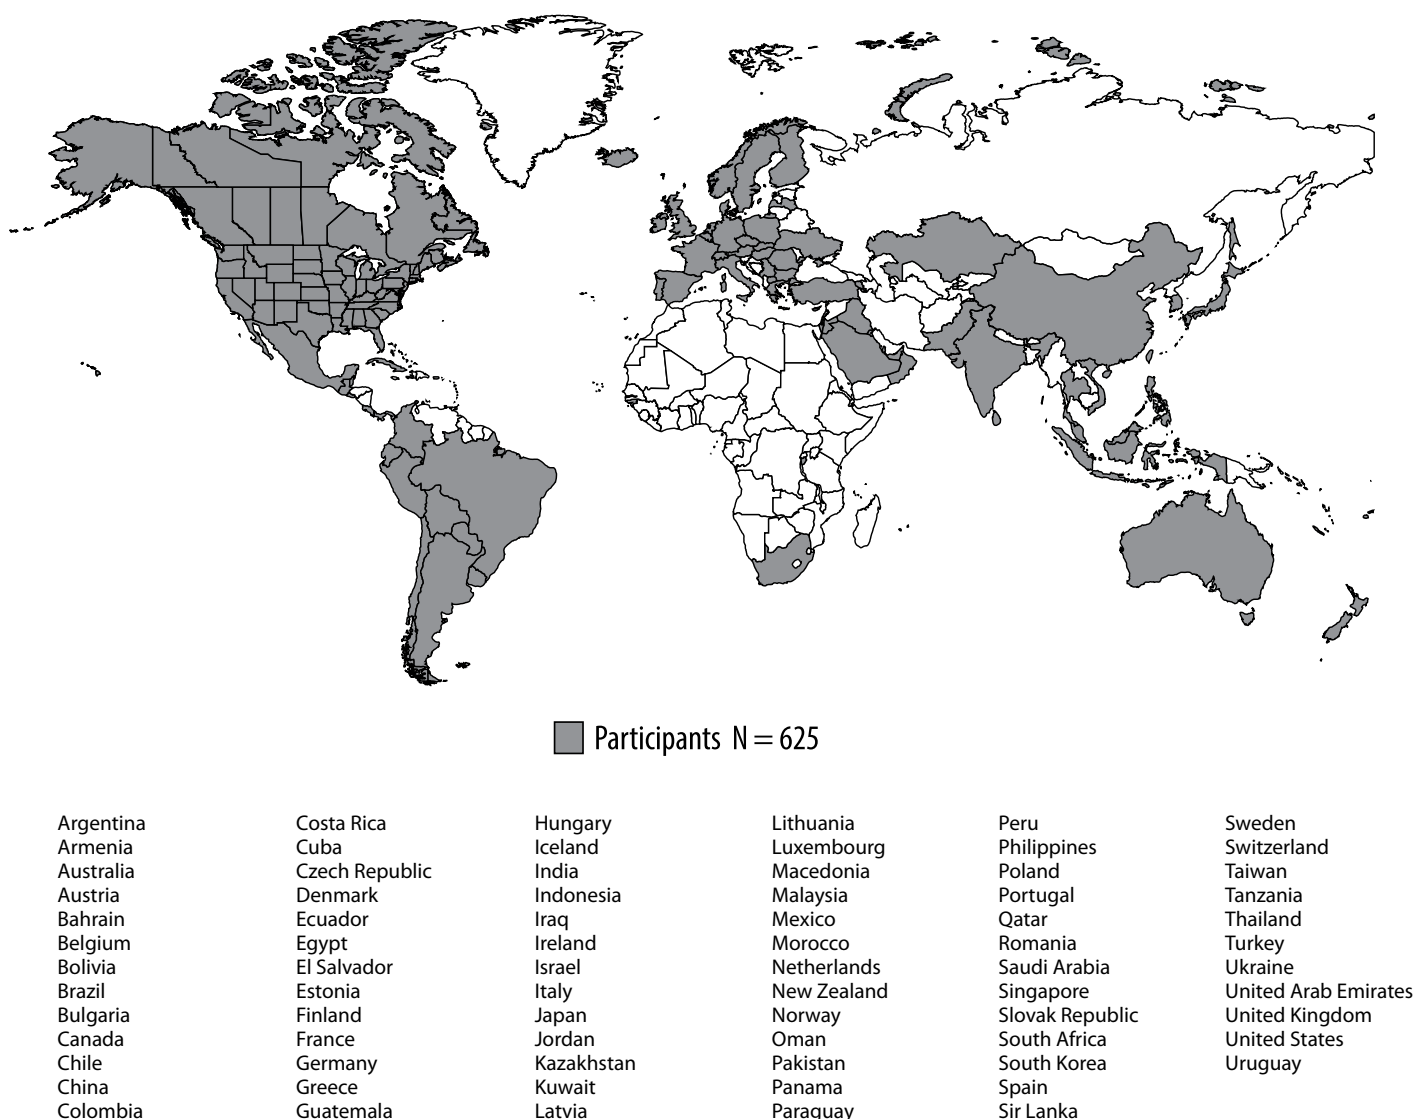 Participants N = 625
Argentina
Armenia
Australia
Austria
Bahrain
Belgium
Bolivia
Brazil
Bulgaria
Canada
Chile
China
Colombia
Costa Rica
Cuba
Czech Republic
Denmark
Ecuador
Egypt
El Salvador
Estonia
Finland
France
Germany
Greece
Guatemala
Hungary
Iceland
India
Indonesia
Iraq
Ireland
Israel
Italy
Japan
Jordan
Kazakhstan
Kuwait
Latvia
Lithuania
Luxembourg
Macedonia
Malaysia
Mexico
Morocco
Netherlands
New Zealand
Norway
Oman
Pakistan
Panama
Paraguay
Peru
Philippines
Poland
Portugal
Qatar
Romania
Saudi Arabia
Singapore
Slovak Republic
South Africa
South Korea
Spain
Sir Lanka
Sweden
Switzerland
Taiwan
Tanzania
Thailand
Turkey
Ukraine
United Arab Emirates
United Kingdom
United States
Uruguay